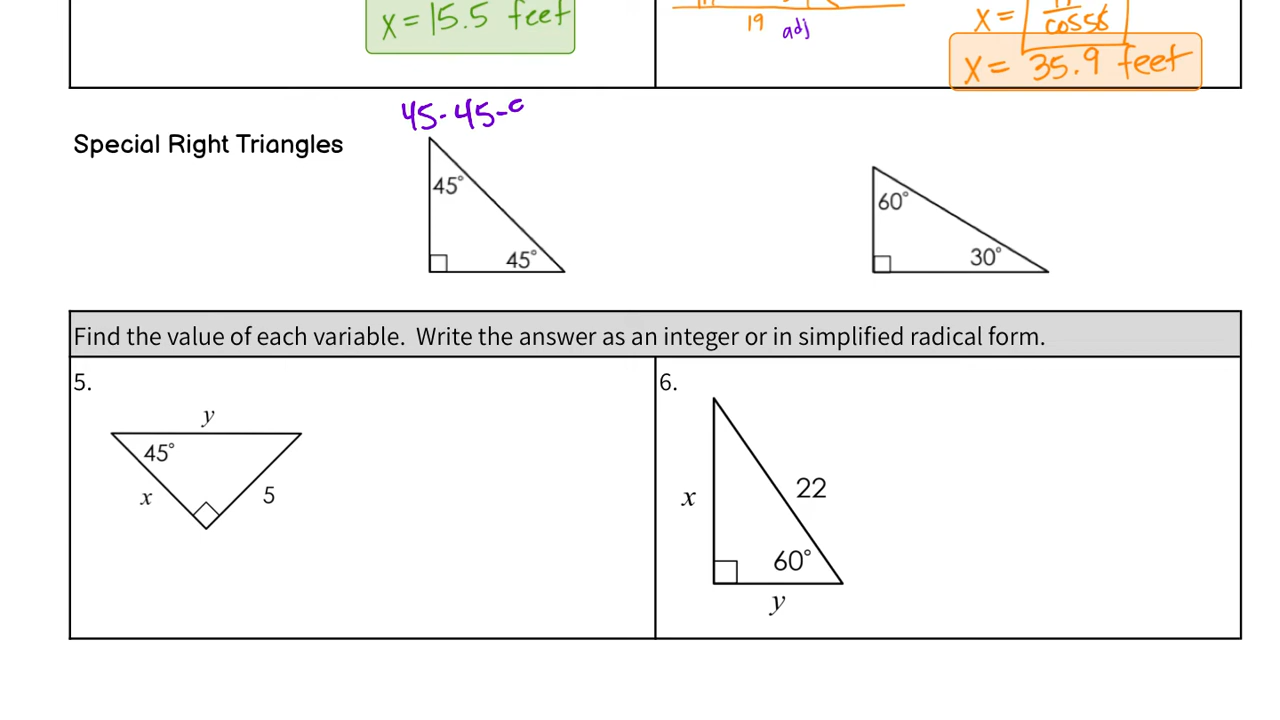 x = 15.5 feet
19 adj
x =
cos56
x = 35.9 feet
45-45-
Special Right Triangles
45°
45°
60°
30°
Find the value of each variable. Write the answer as an integer or in simplified radical form.
5.
y
45°
x
5
6.
x
22
60°
y